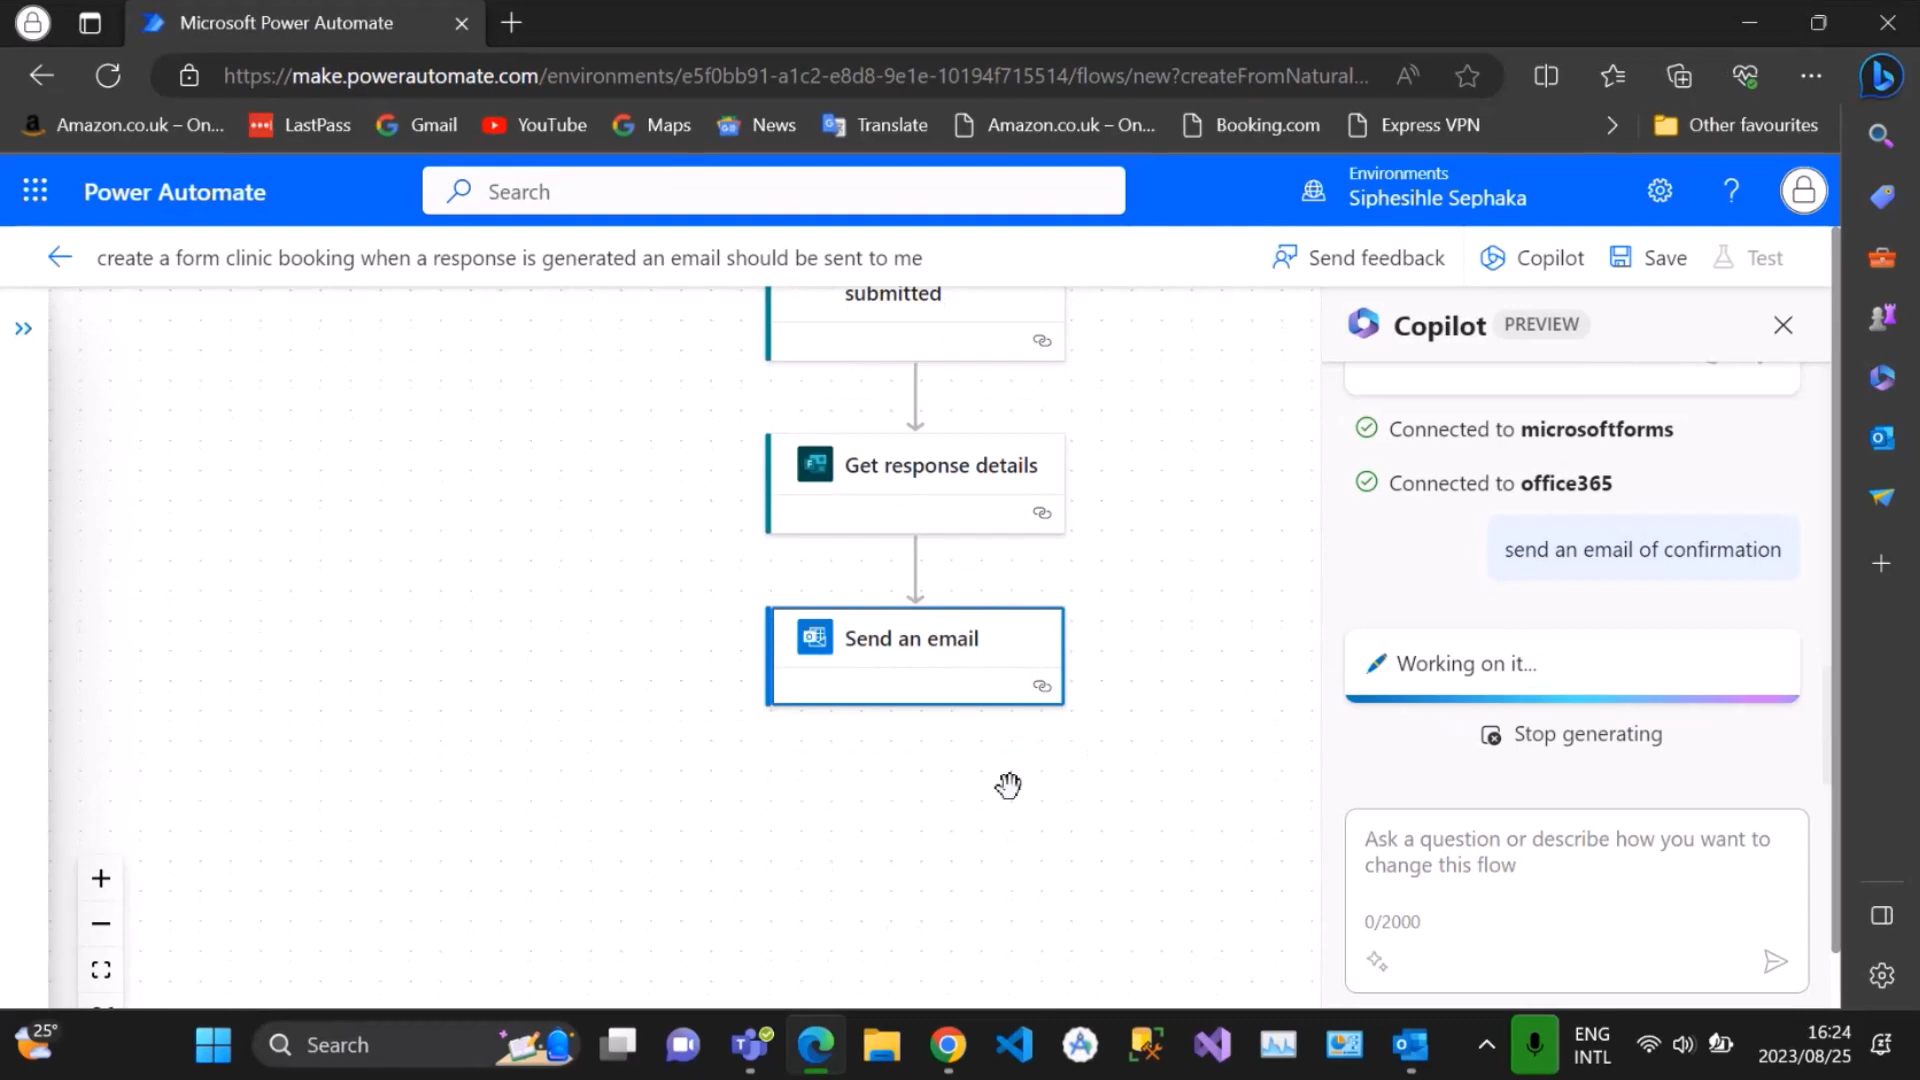 Microsoft Power Automate
https://make.powerautomate.com/environments/e5f0bb91-a1c2-e8d8-9e1e-10194f715514/flows/new?createFromNatural...
Amazon.co.uk – On...
LastPass
Gmail
YouTube
Maps
News
Translate
Amazon.co.uk – On...
Booking.com
Express VPN
Other favourites
Power Automate
Search
Environments
Siphesihle Sephaka
create a form clinic booking when a response is generated an email should be sent to me
Send feedback
Copilot
Save
Test
submitted
Get response details
Send an email
Copilot PREVIEW
Connected to microsoftforms
Connected to office365
send an email of confirmation
Working on it...
Stop generating
Ask a question or describe how you want to
change this flow
0/2000
25°
Search
ENG
INTL
16:24
2023/08/25